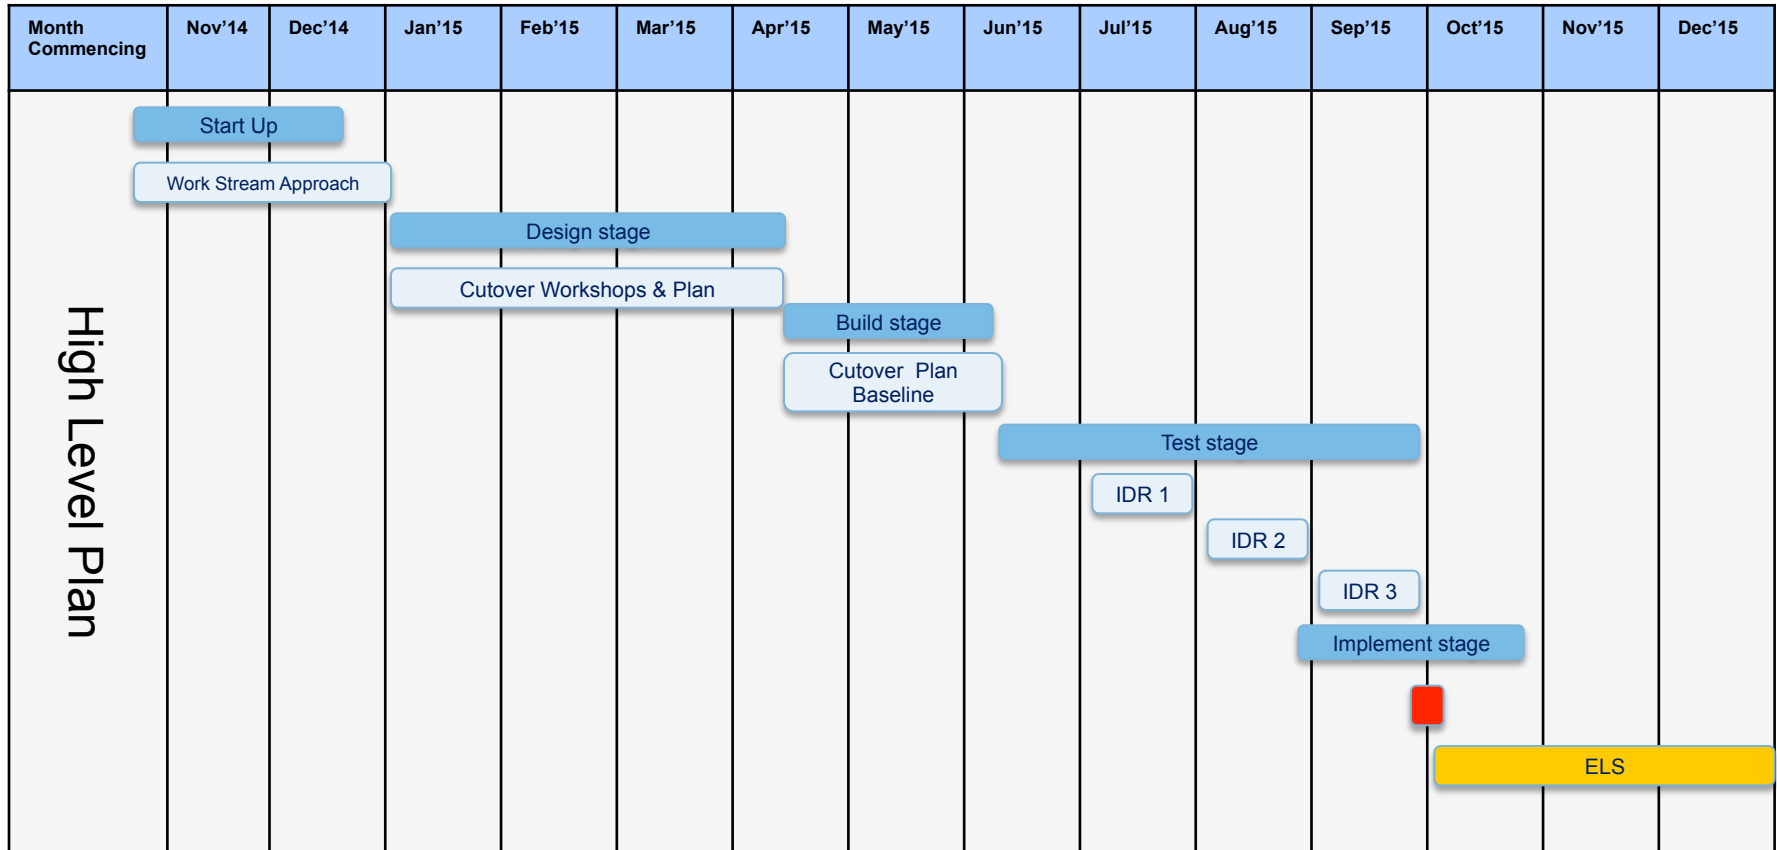 Month Commencing
Nov’14
Dec’14
Jan’15
Feb’15
Mar’15
Apr’15
May’15
Jun’15
Jul’15
Aug’15
Sep’15
Oct’15
Nov’15
Dec’15
High Level Plan
Start Up
Work Stream Approach
Design stage
Cutover Workshops & Plan
Build stage
Cutover Plan
Baseline
Test stage
IDR 1
IDR 2
IDR 3
Implement stage
ELS